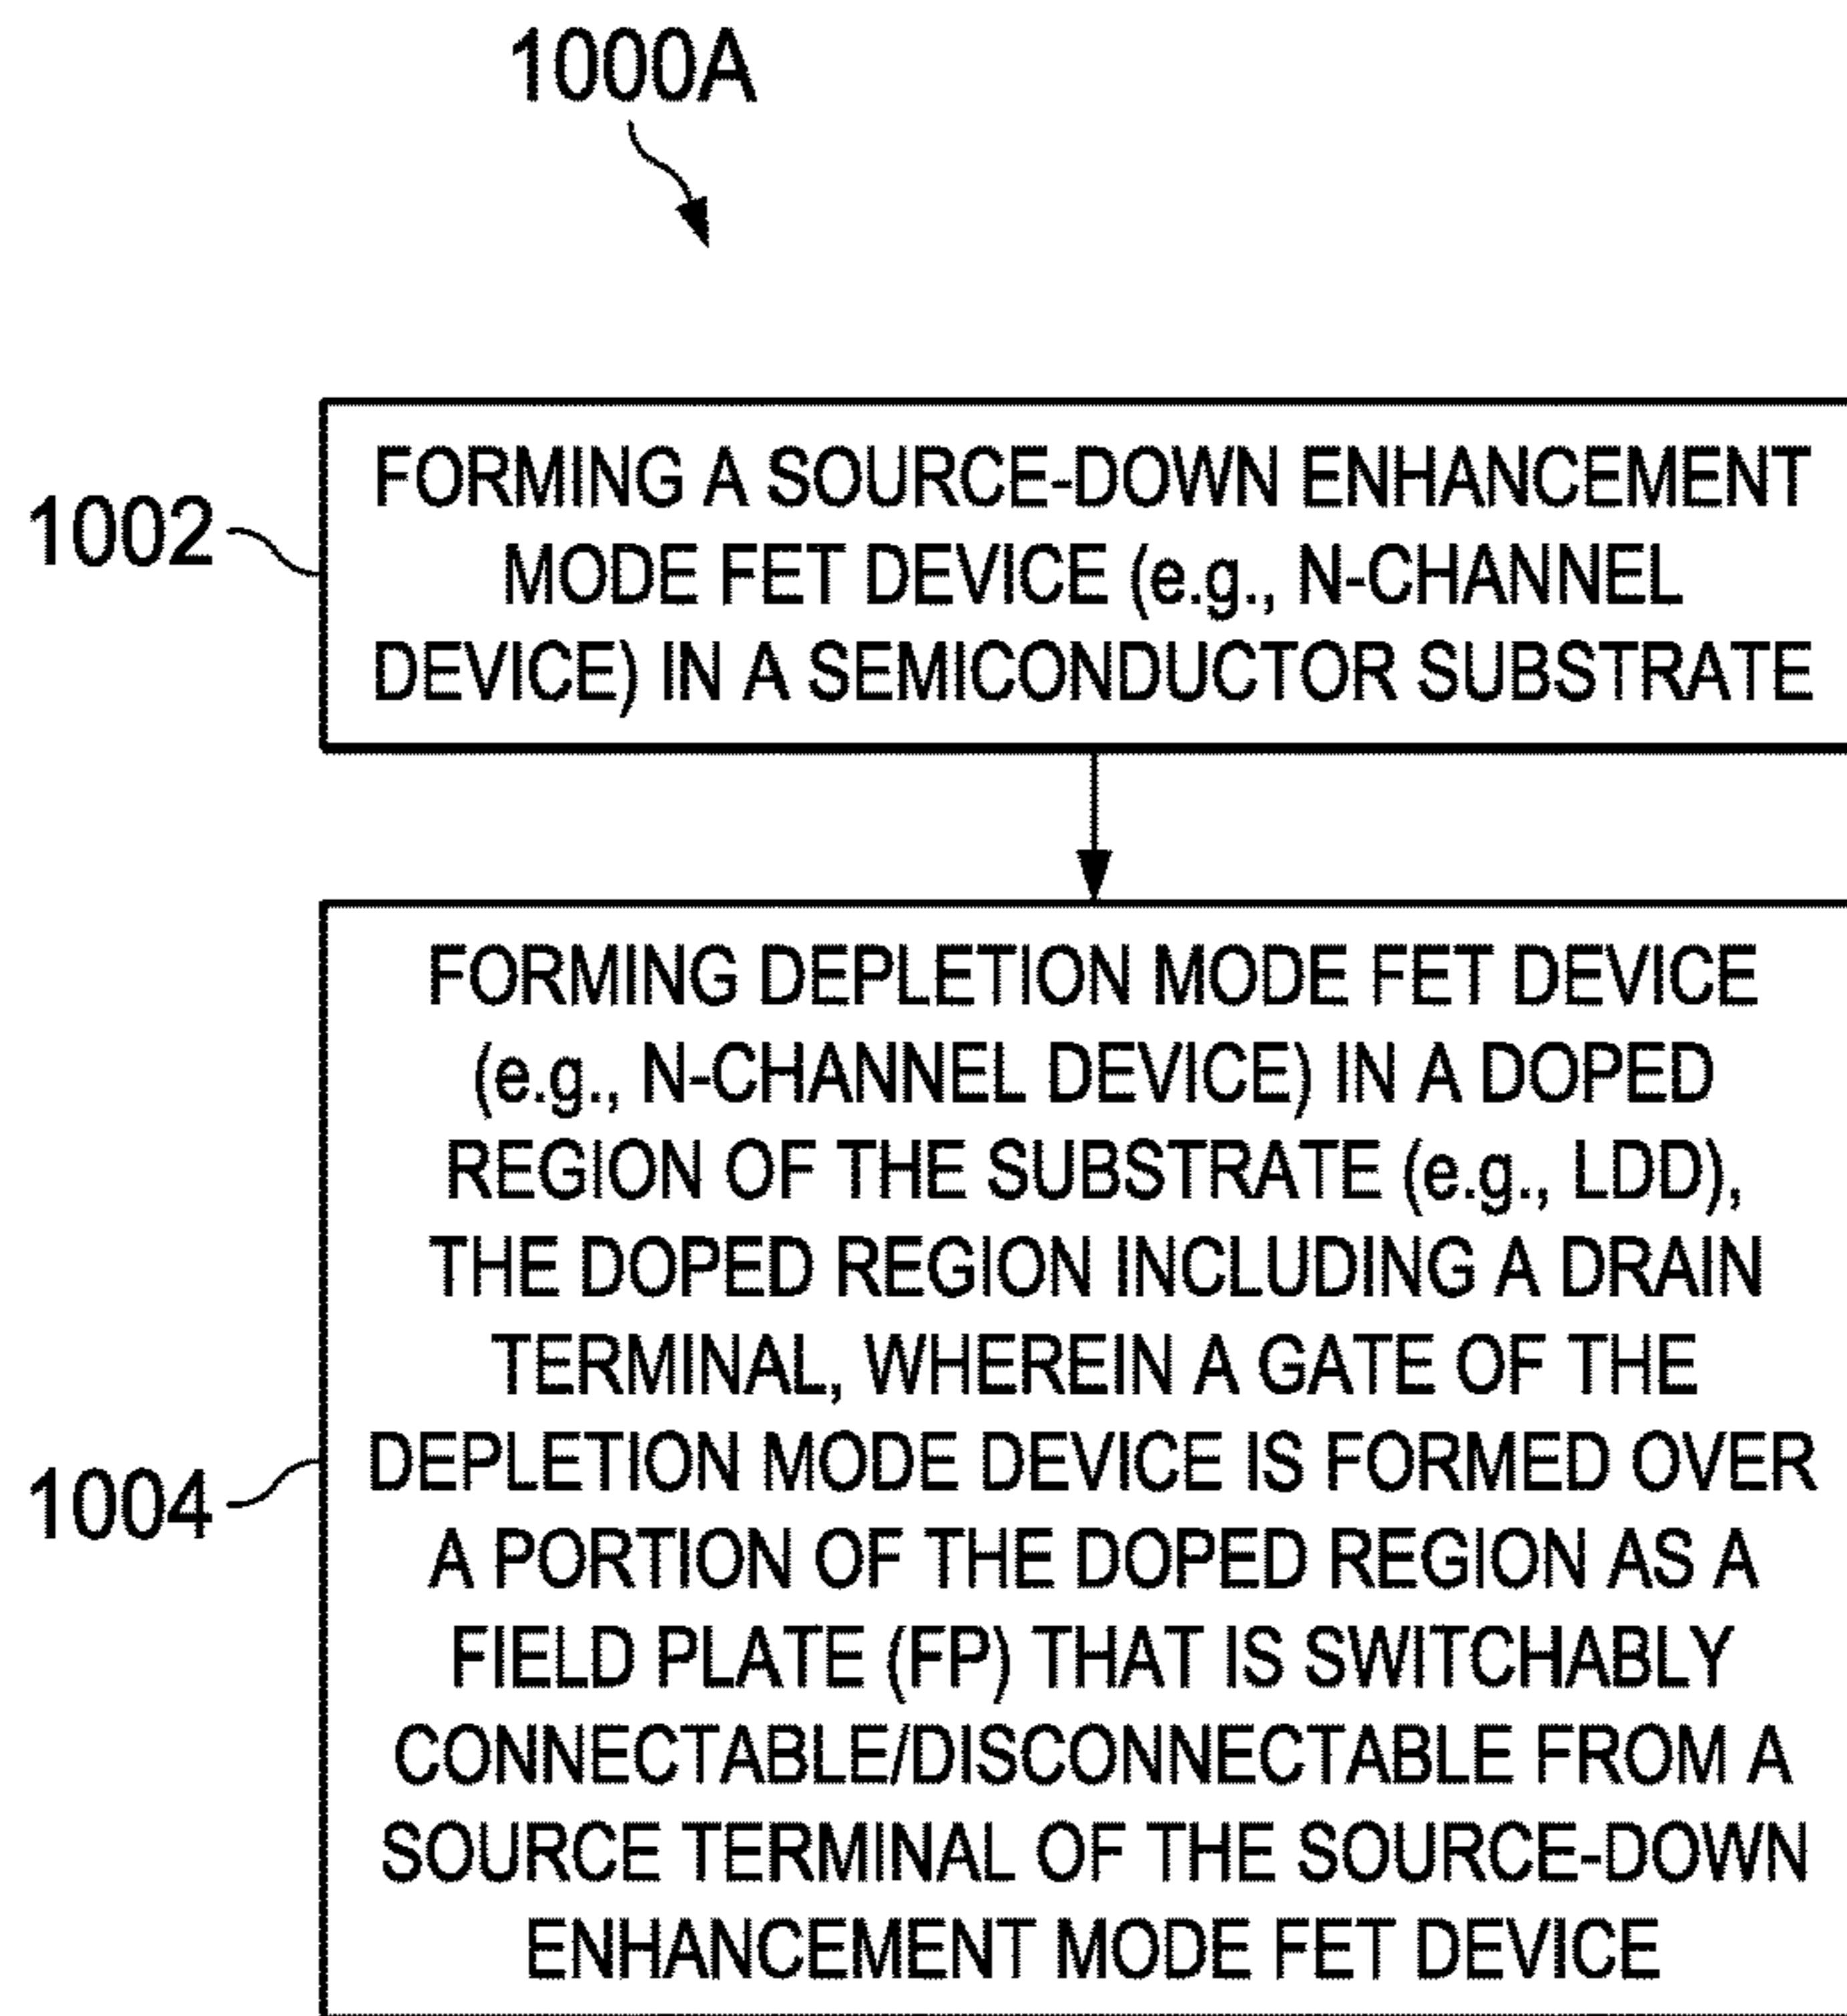 1000A
1002
FORMING A SOURCE-DOWN ENHANCEMENT
MODE FET DEVICE (e.g., N-CHANNEL
DEVICE) IN A SEMICONDUCTOR SUBSTRATE
1004
FORMING DEPLETION MODE FET DEVICE
(e.g., N-CHANNEL DEVICE) IN A DOPED
REGION OF THE SUBSTRATE (e.g., LDD),
THE DOPED REGION INCLUDING A DRAIN
TERMINAL, WHEREIN A GATE OF THE
DEPLETION MODE DEVICE IS FORMED OVER
A PORTION OF THE DOPED REGION AS A
FIELD PLATE (FP) THAT IS SWITCHABLY
CONNECTABLE/DISCONNECTABLE FROM A
SOURCE TERMINAL OF THE SOURCE-DOWN
ENHANCEMENT MODE FET DEVICE